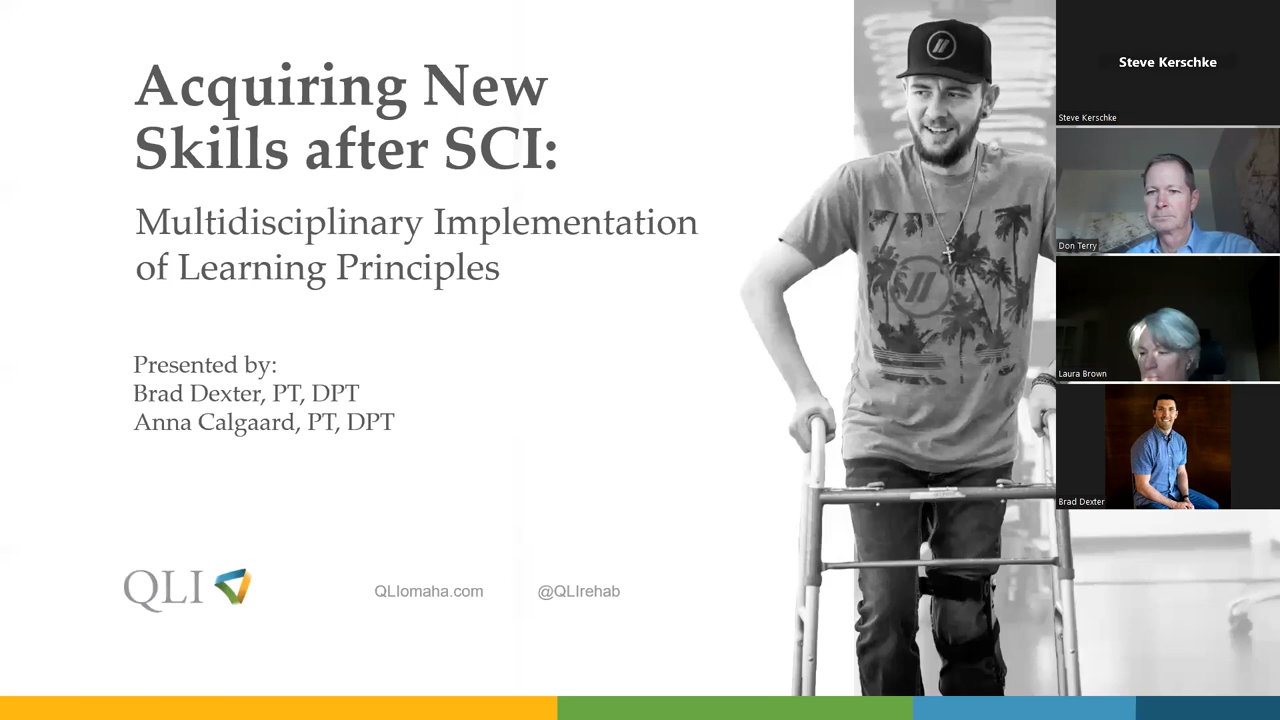 Acquiring New
Skills after SCI:
Multidisciplinary Implementation
of Learning Principles
Presented by:
Brad Dexter, PT, DPT
Anna Calgaard, PT, DPT
QLI
QLIomaha.com
@QLIrehab
Steve Kerschke
Steve Kerschke
Don Terry
Laura Brown
Brad Dexter